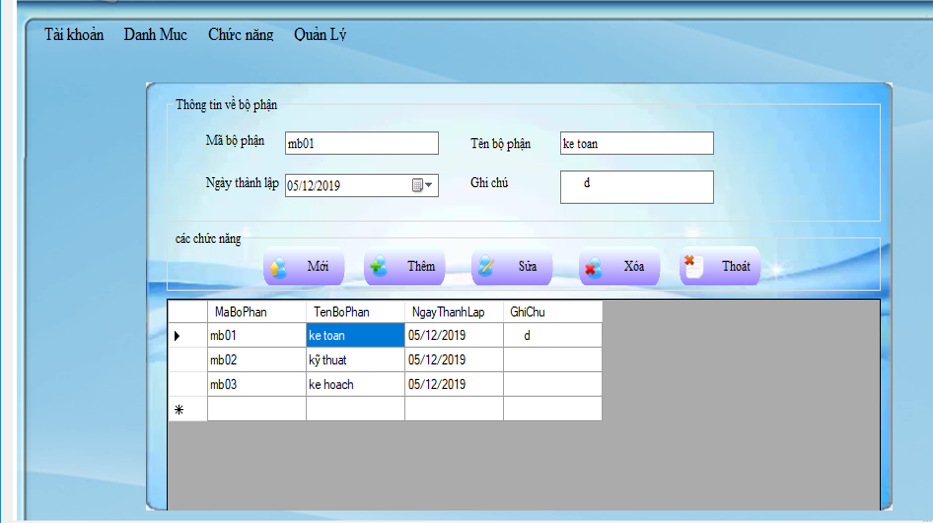 Tài khoản Danh Muc Chức năng Quản Lý
Thông tin về bộ phận
Mã bộ phận mb01 Tên bộ phận ke toan
Ngày thành lập 05/12/2019 Ghi chú d
các chức năng
Mới Thêm Sửa Xóa Thoát
MaBoPhan TenBoPhan NgayThanhLap GhiChu
mb01 ke toan 05/12/2019 d
mb02 kỹ thuat 05/12/2019
mb03 ke hoach 05/12/2019